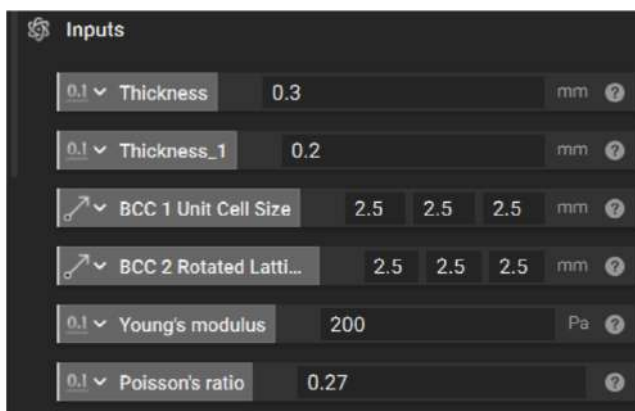 Inputs
0.1 Thickness 0.3 mm ?
0.1 Thickness_1 0.2 mm ?
BCC 1 Unit Cell Size 2.5 2.5 2.5 mm ?
BCC 2 Rotated Latti... 2.5 2.5 2.5 mm ?
0.1 Young's modulus 200 Pa ?
0.1 Poisson's ratio 0.27 ?